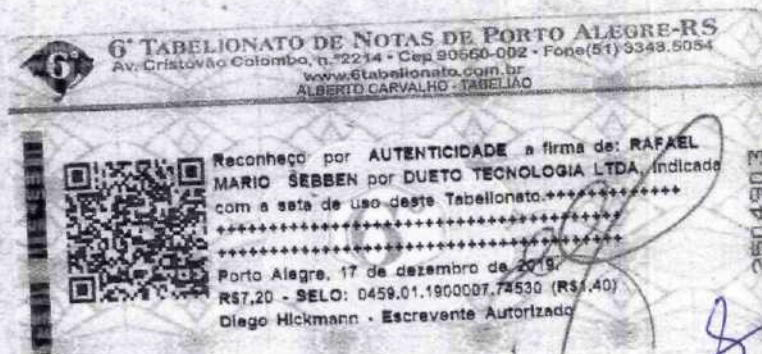 6º TABELIONATO DE NOTAS DE PORTO ALEGRE-RS
Av. Cristóvão Colombo, n.º2214 - Cep 90560-002 - Fone(51) 3343.5054
www.6tabelionato.com.br
ALBERTO CARVALHO - TABELIÃO
6º
Reconheço por AUTENTICIDADE a firma de: RAFAEL
MARIO SEBBEN por DUETO TECNOLOGIA LTDA, indicada
com a seta de uso deste Tabelionato.+++++++++++++
++++++++++++++++++++++++++++++++++++++++
++++++++++++++++++++++++++++++++++++++++
Porto Alegre, 17 de dezembro de 2019.
R$7,20 - SELO: 0459.01.1900007.74530 (R$1,40)
Diego Hickmann - Escrevente Autorizado
2504903